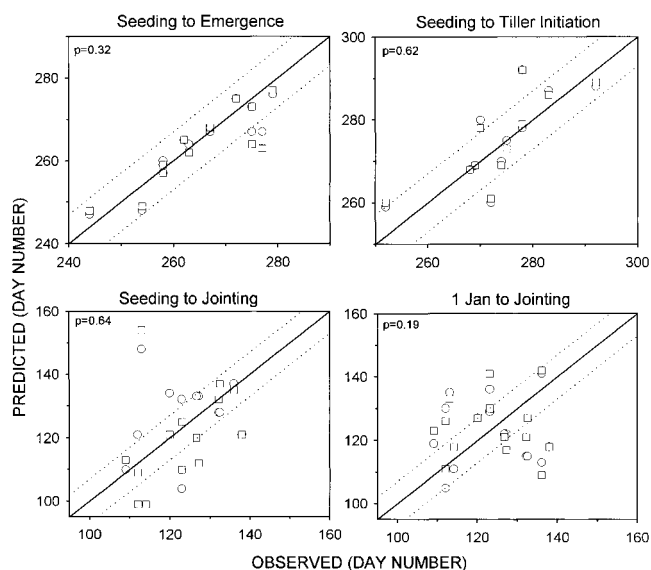 Seeding to Emergence
Seeding to Tiller Initiation
p=0.32
p=0.62
290
280
260
240
300
280
260
240 260 280
260 280 300
Seeding to Jointing
1 Jan to Jointing
p=0.64
p=0.19
160
140
120
100
160
140
120
100
100 120 140 160
100 120 140 160
PREDICTED (DAY NUMBER)
OBSERVED (DAY NUMBER)